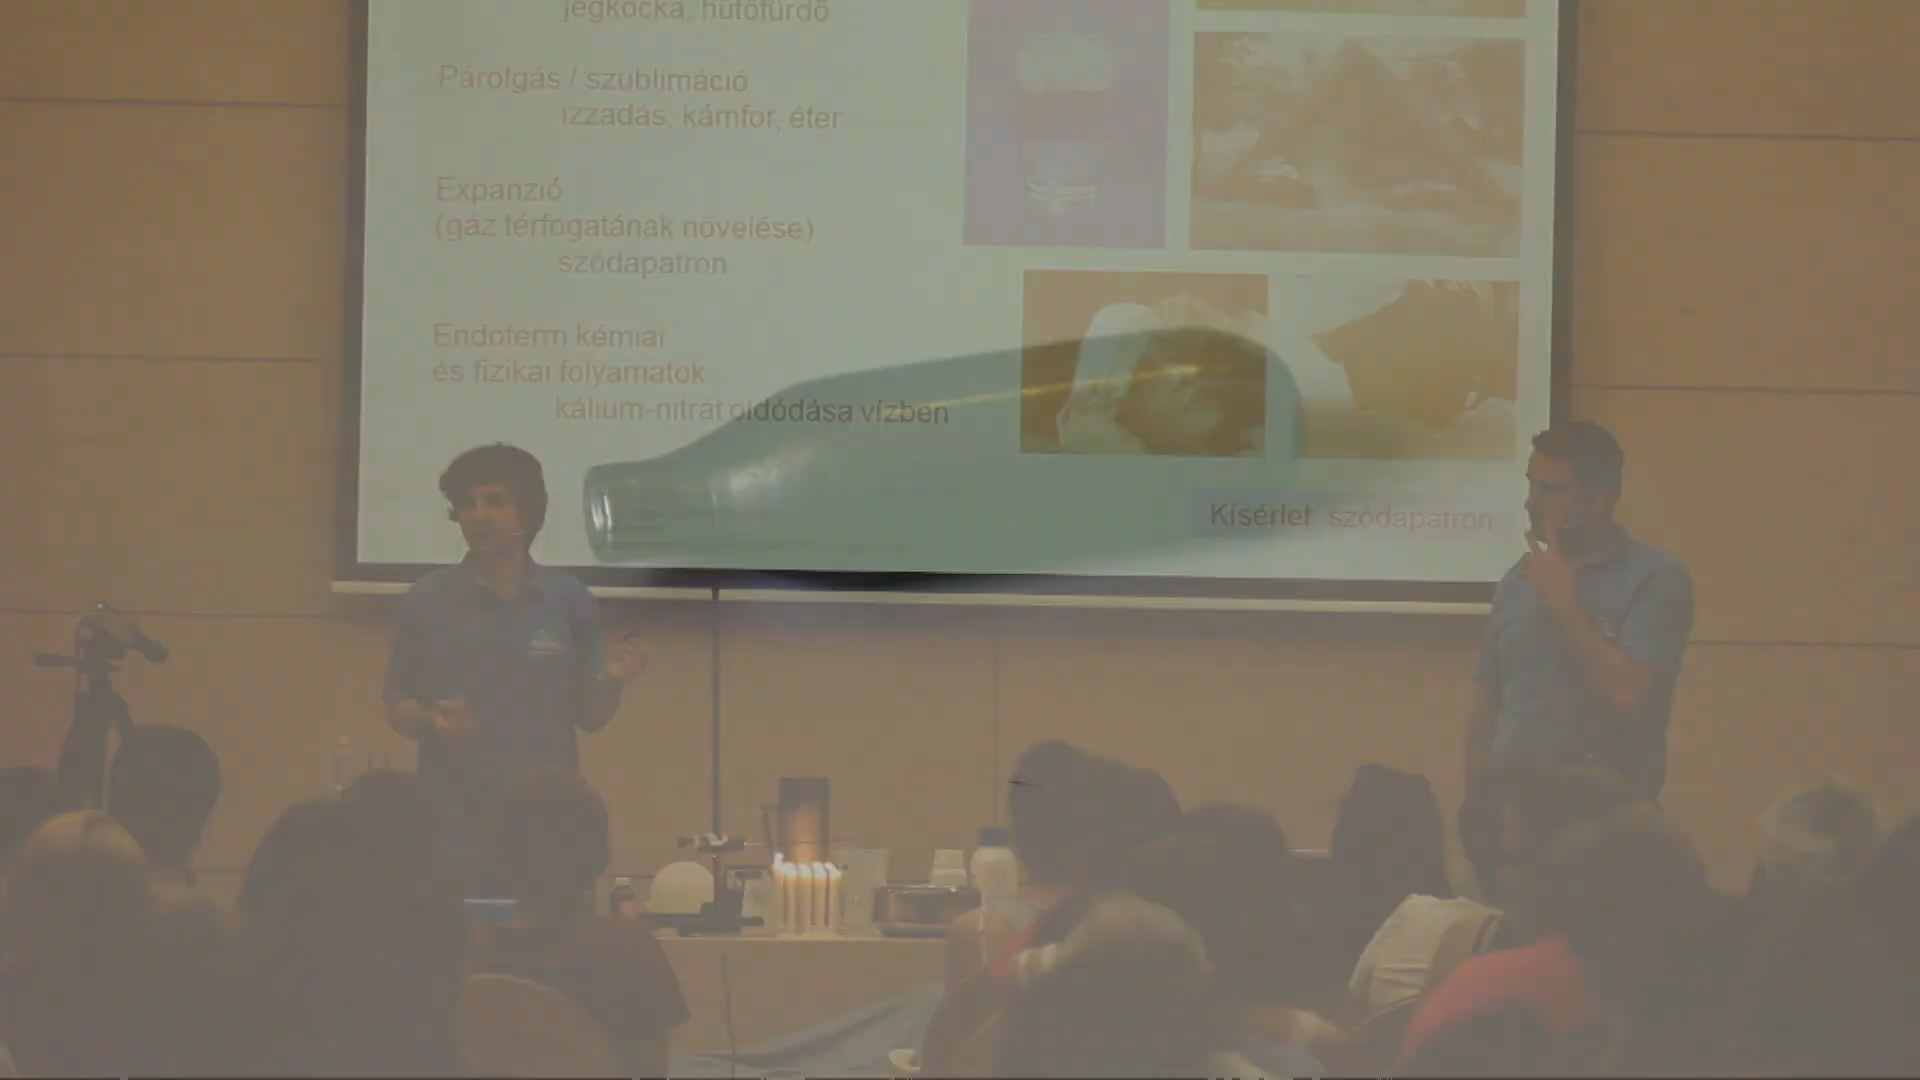 jégkocka, hűtőfürdő
Párolgás / szublimáció
izzadás, kámfor, éter
Expanzió
(gáz térfogatának növelése)
szódapatron
Endoterm kémiai
és fizikai folyamatok
kálium-nitrát oldódása vízben
Kísérlet szódapatron